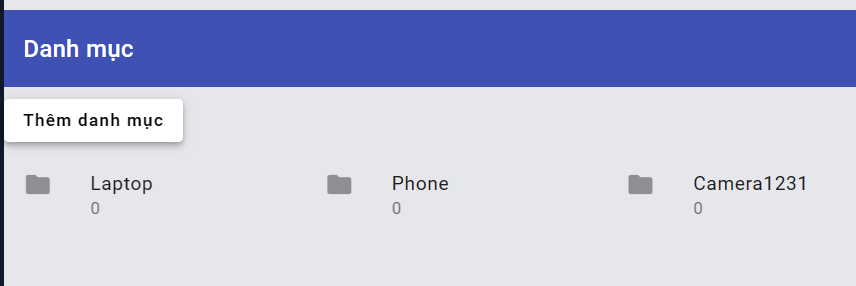 Danh mục
Thêm danh mục
Laptop
0
Phone
0
Camera1231
0